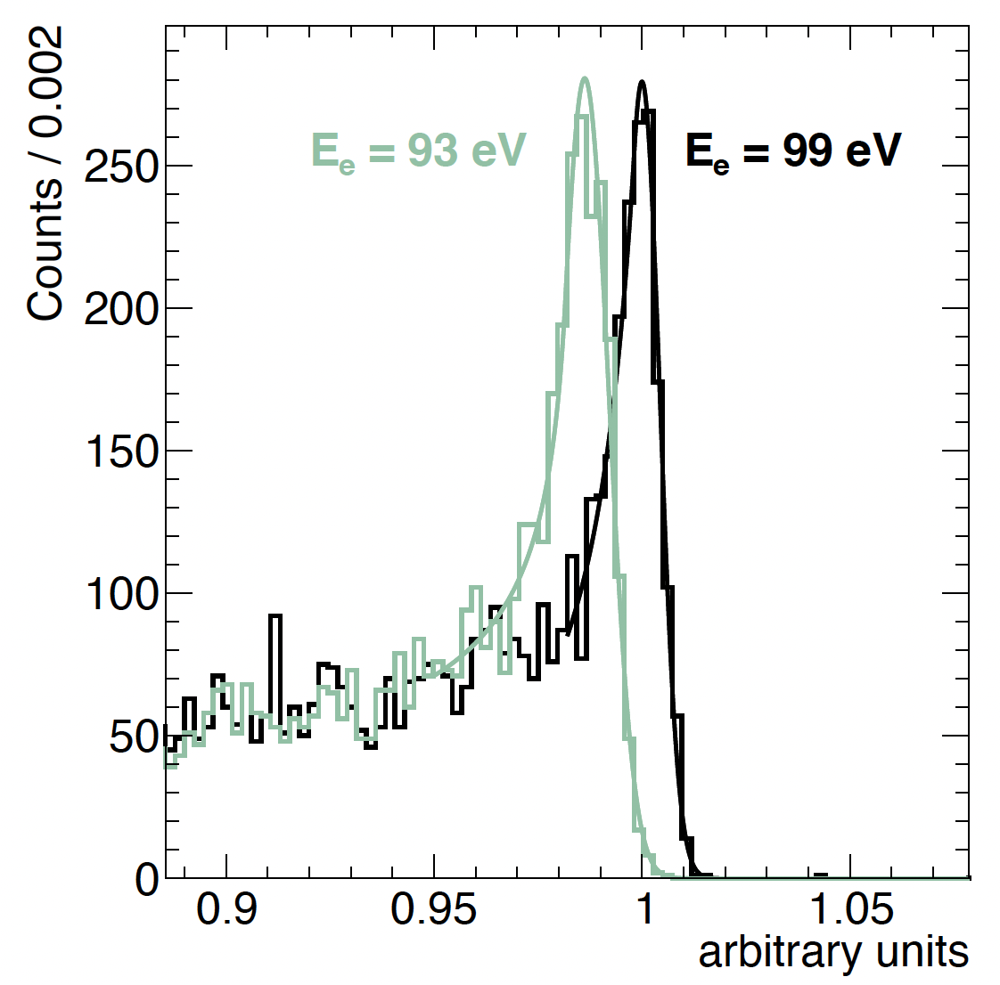 Counts / 0.002
Ee = 93 eV
Ee = 99 eV
250
200
150
100
50
0
0.9
0.95
1
1.05
arbitrary units